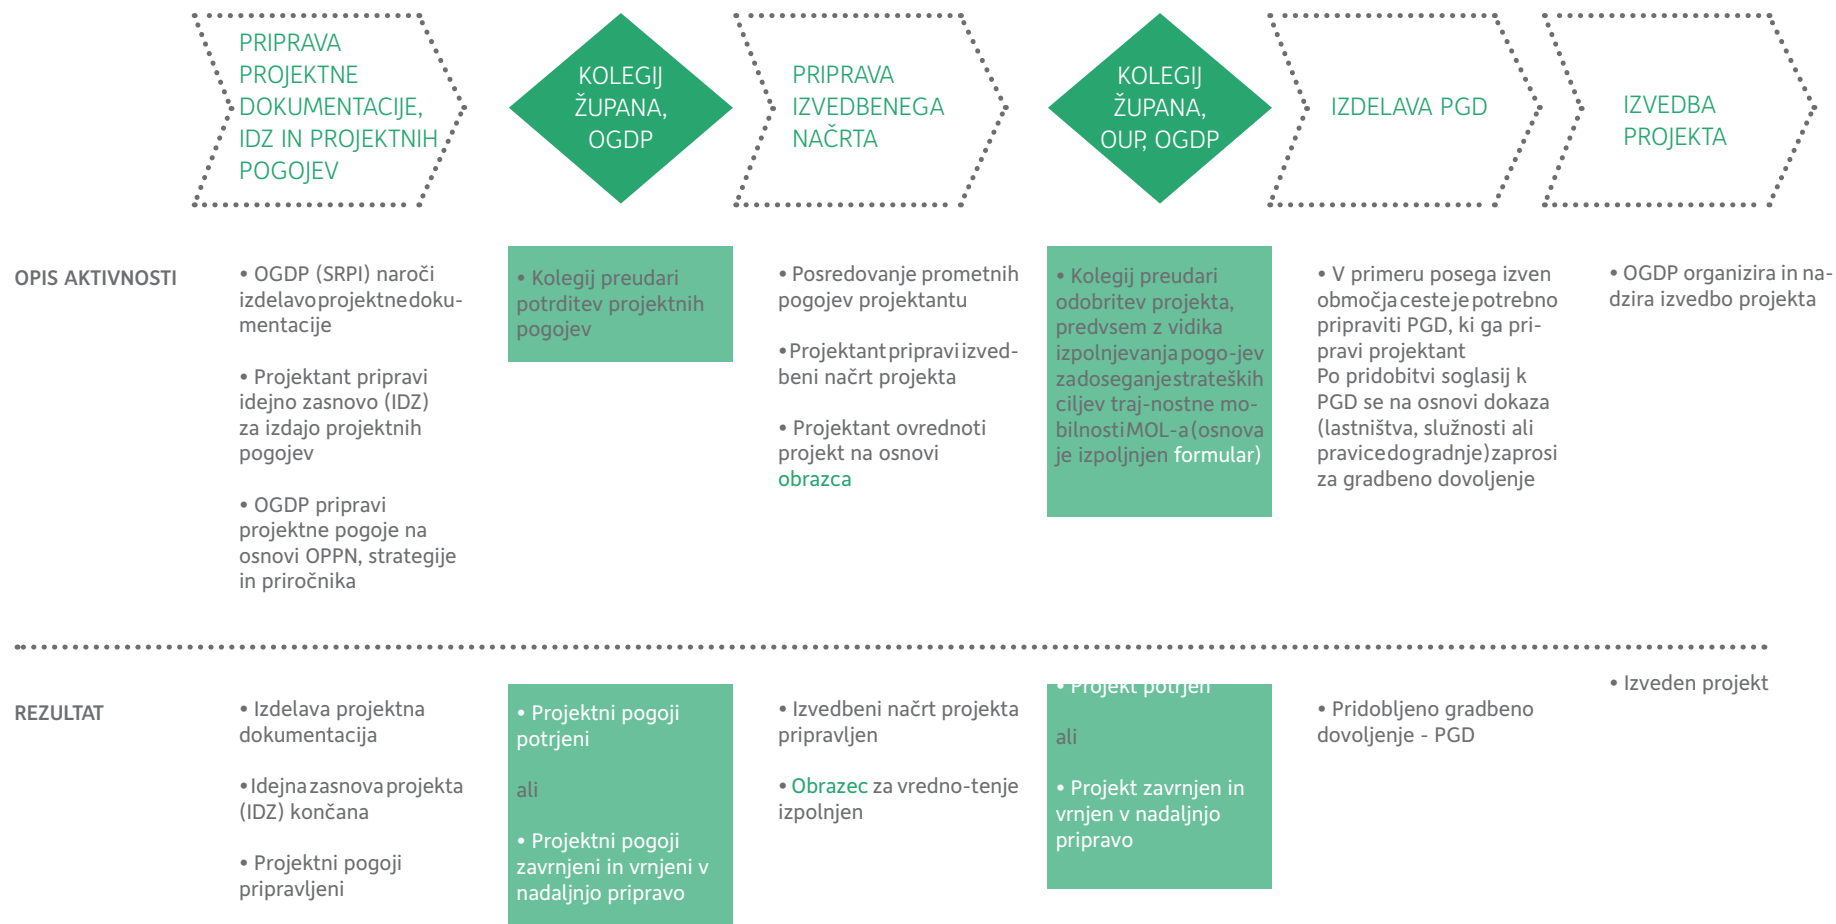 PRIPRAVA
PROJEKTNE
DOKUMENTACIJE,
IDZ IN PROJEKTNIH
POGOJEV
KOLEGIJ
ŽUPANA,
OGDP
PRIPRAVA
IZVEDBENEGA
NAČRTA
KOLEGIJ
ŽUPANA,
OUP, OGDP
IZDELAVA PGD
IZVEDBA
PROJEKTA
OPIS AKTIVNOSTI
• OGDP (SRPI) naroči
izdelavo projektne doku-
mentacije
• Projektant pripravi
idejno zasnovo (IDZ)
za izdajo projektnih
pogojev
• OGDP pripravi
projektne pogoje na
osnovi OPPN, strategije
in priročnika
• Kolegij preudari
potrditev projektnih
pogojev
• Posredovanje prometnih
pogojev projektantu
• Projektant pripravi izved-
beni načrt projekta
• Projektant ovrednoti
projekt na osnovi
obrazca
• Kolegij preudari
odobritev projekta,
predvsem z vidika
izpolnjevanja pogo-jev
za doseganje strateških
ciljev traj-nostne mo-
bilnosti MOL-a (osnova
je izpoljnjen formular)
• V primeru posega izven
območja ceste je potrebno
pripraviti PGD, ki ga pri-
pravi projektant
Po pridobitvi soglasij k
PGD se na osnovi dokaza
(lastništva, služnosti ali
pravice do gradnje) zaprosi
za gradbeno dovoljenje
• OGDP organizira in na-
dzira izvedbo projekta
REZULTAT
• Izdelava projektna
dokumentacija
• Idejna zasnova projekta
(IDZ) končana
• Projektni pogoji
pripravljeni
• Projektni pogoji
potrjeni
ali
• Projektni pogoji
zavrnjeni in vrnjeni v
nadaljnjo pripravo
• Izvedbeni načrt projekta
pripravljen
• Obrazec za vredno-tenje
izpolnjen
• Projekt potrjen
ali
• Projekt zavrnjen in
vrnjen v nadaljnjo
pripravo
• Pridobljeno gradbeno
dovoljenje - PGD
• Izveden projekt